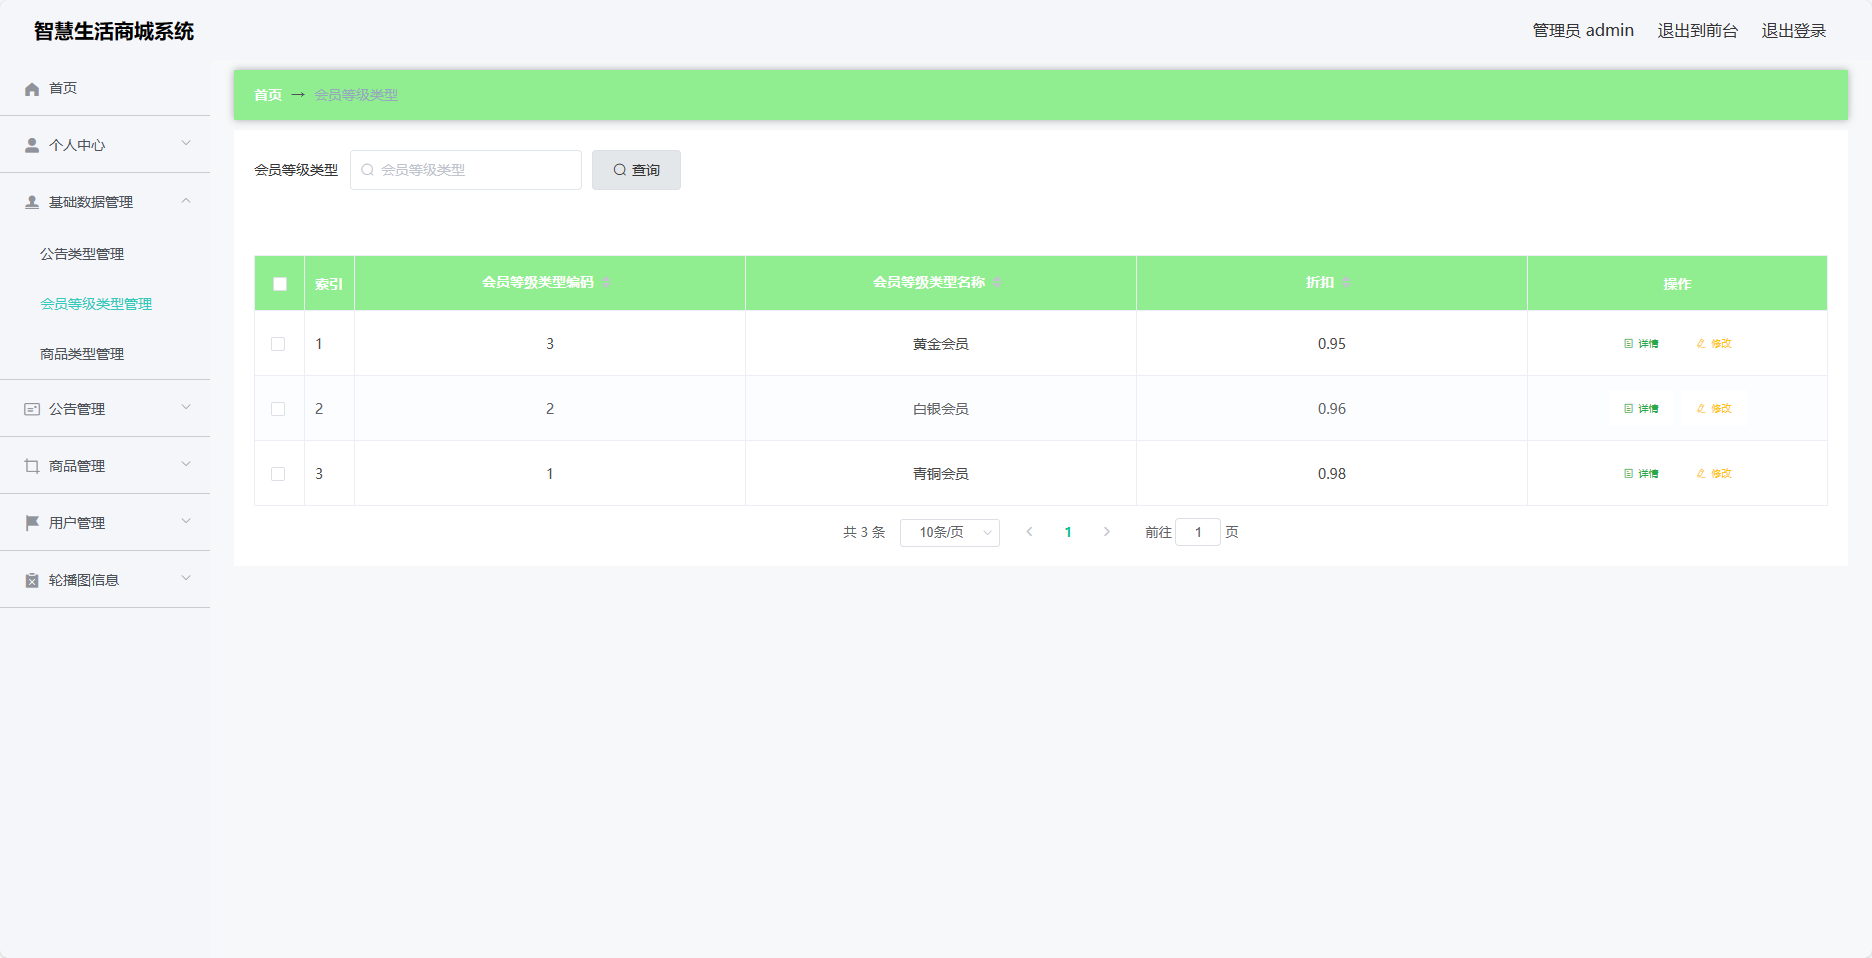 智慧生活商城系统
管理员 admin 退出到前台 退出登录
首页
个人中心
基础数据管理
公告类型管理
会员等级类型管理
商品类型管理
公告管理
商品管理
用户管理
轮播图信息
首页 → 会员等级类型
会员等级类型 会员等级类型 查询
索引 会员等级类型编码 会员等级类型名称 折扣 操作
1 3 黄金会员 0.95 详情 修改
2 2 白银会员 0.96 详情 修改
3 1 青铜会员 0.98 详情 修改
共 3 条 10条/页 1 前往 1 页